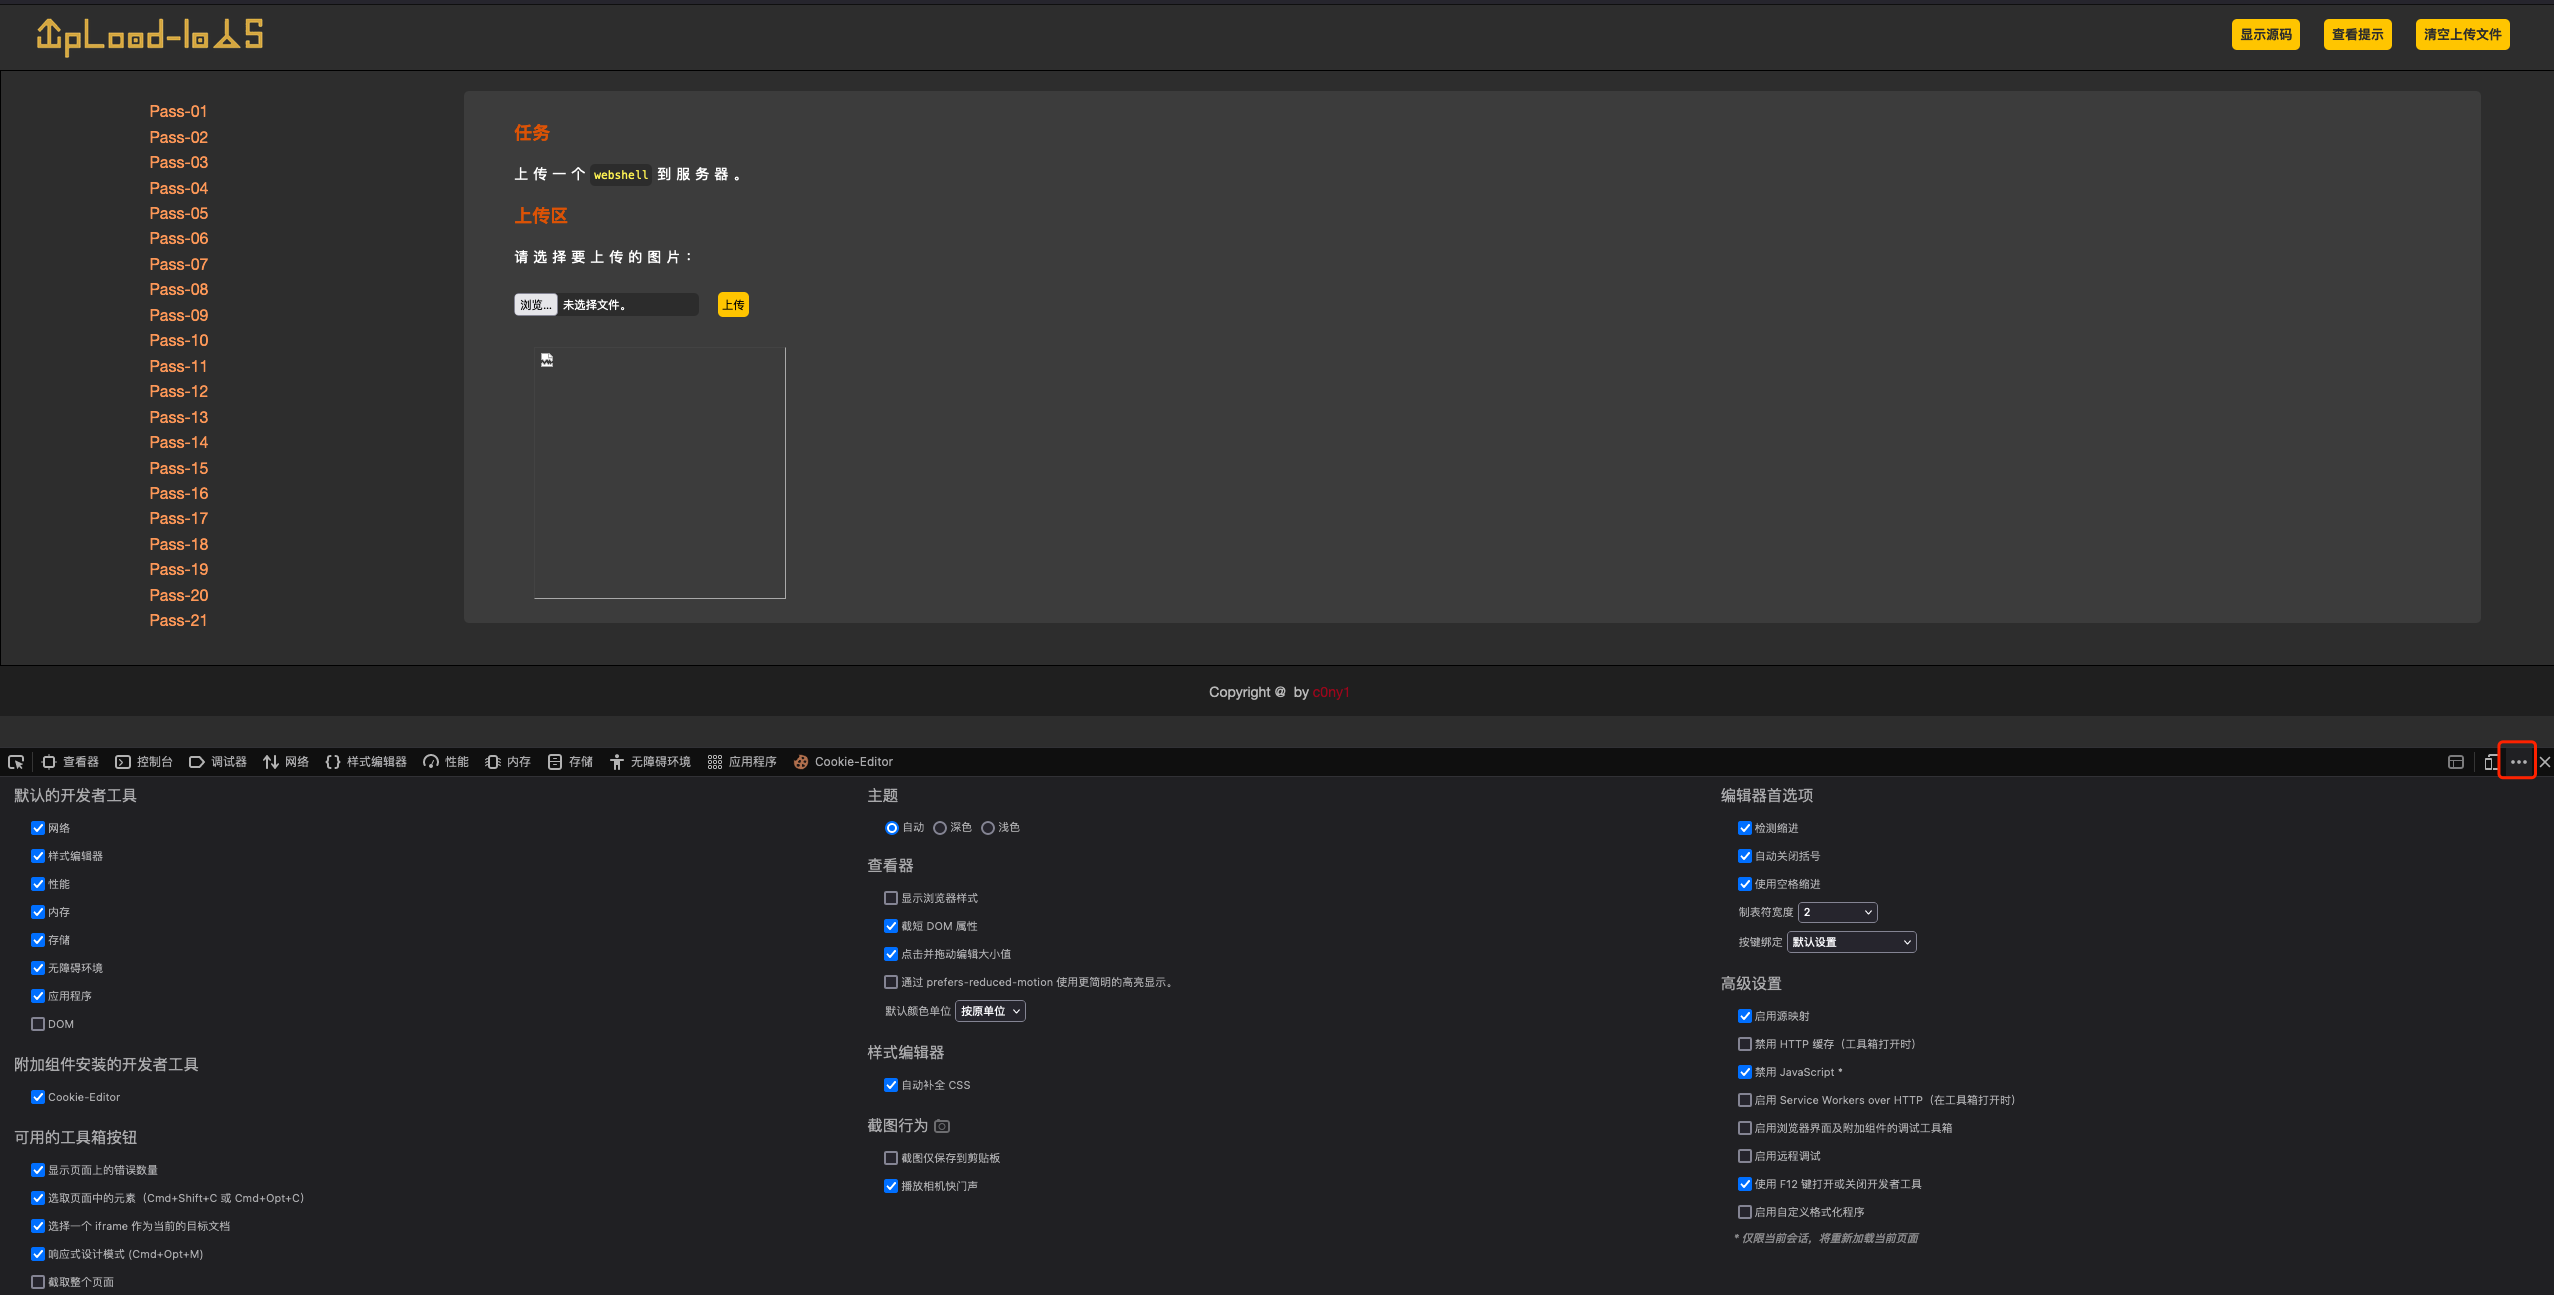 Upload-labs
显示源码
查看提示
清空上传文件
Pass-01
Pass-02
Pass-03
Pass-04
Pass-05
Pass-06
Pass-07
Pass-08
Pass-09
Pass-10
Pass-11
Pass-12
Pass-13
Pass-14
Pass-15
Pass-16
Pass-17
Pass-18
Pass-19
Pass-20
Pass-21
任务
上传一个 webshell 到服务器。
上传区
请选择要上传的图片：
浏览... 未选择文件。 上传
Copyright @ by c0ny1
查看器 控制台 调试器 网络 样式编辑器 性能 内存 存储 无障碍环境 应用程序 Cookie-Editor
默认的开发者工具
网络
样式编辑器
性能
内存
存储
无障碍环境
应用程序
DOM
附加组件安装的开发者工具
Cookie-Editor
可用的工具箱按钮
显示页面上的错误数量
选取页面中的元素（Cmd+Shift+C 或 Cmd+Opt+C）
选择一个 iframe 作为当前的目标文档
响应式设计模式 (Cmd+Opt+M)
截取整个页面
主题
自动 深色 浅色
查看器
显示浏览器样式
截短 DOM 属性
点击并拖动编辑大小值
通过 prefers-reduced-motion 使用更简明的高亮显示。
默认颜色单位 按原单位
样式编辑器
自动补全 CSS
截图行为
截图仅保存到剪贴板
播放相机快门声
编辑器首选项
检测缩进
自动关闭括号
使用空格缩进
制表符宽度 2
按键绑定 默认设置
高级设置
启用源映射
禁用 HTTP 缓存（工具箱打开时）
禁用 JavaScript *
启用 Service Workers over HTTP（在工具箱打开时）
启用浏览器界面及附加组件的调试工具箱
启用远程调试
使用 F12 键打开或关闭开发者工具
启用自定义格式化程序
* 仅限当前会话，将重新加载当前页面